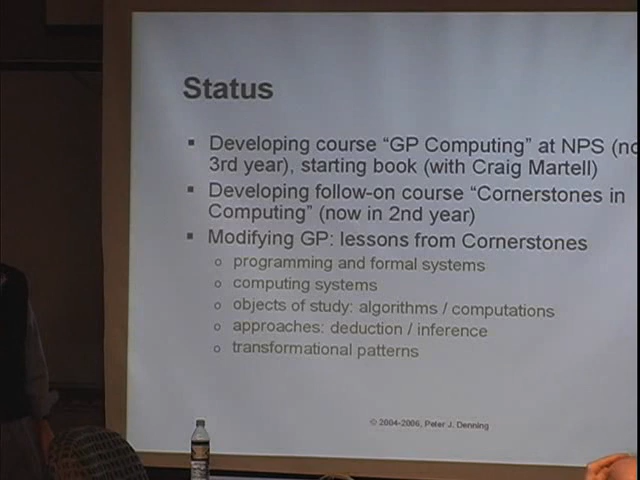 Status
▪ Developing course “GP Computing” at NPS
3rd year), starting book (with Craig Martell)
▪ Developing follow-on course “Cornerstones in
Computing” (now in 2nd year)
▪ Modifying GP: lessons from Cornerstones
o programming and formal systems
o computing systems
o objects of study: algorithms / computations
o approaches: deduction / inference
o transformational patterns
© 2004-2006, Peter J. Denning